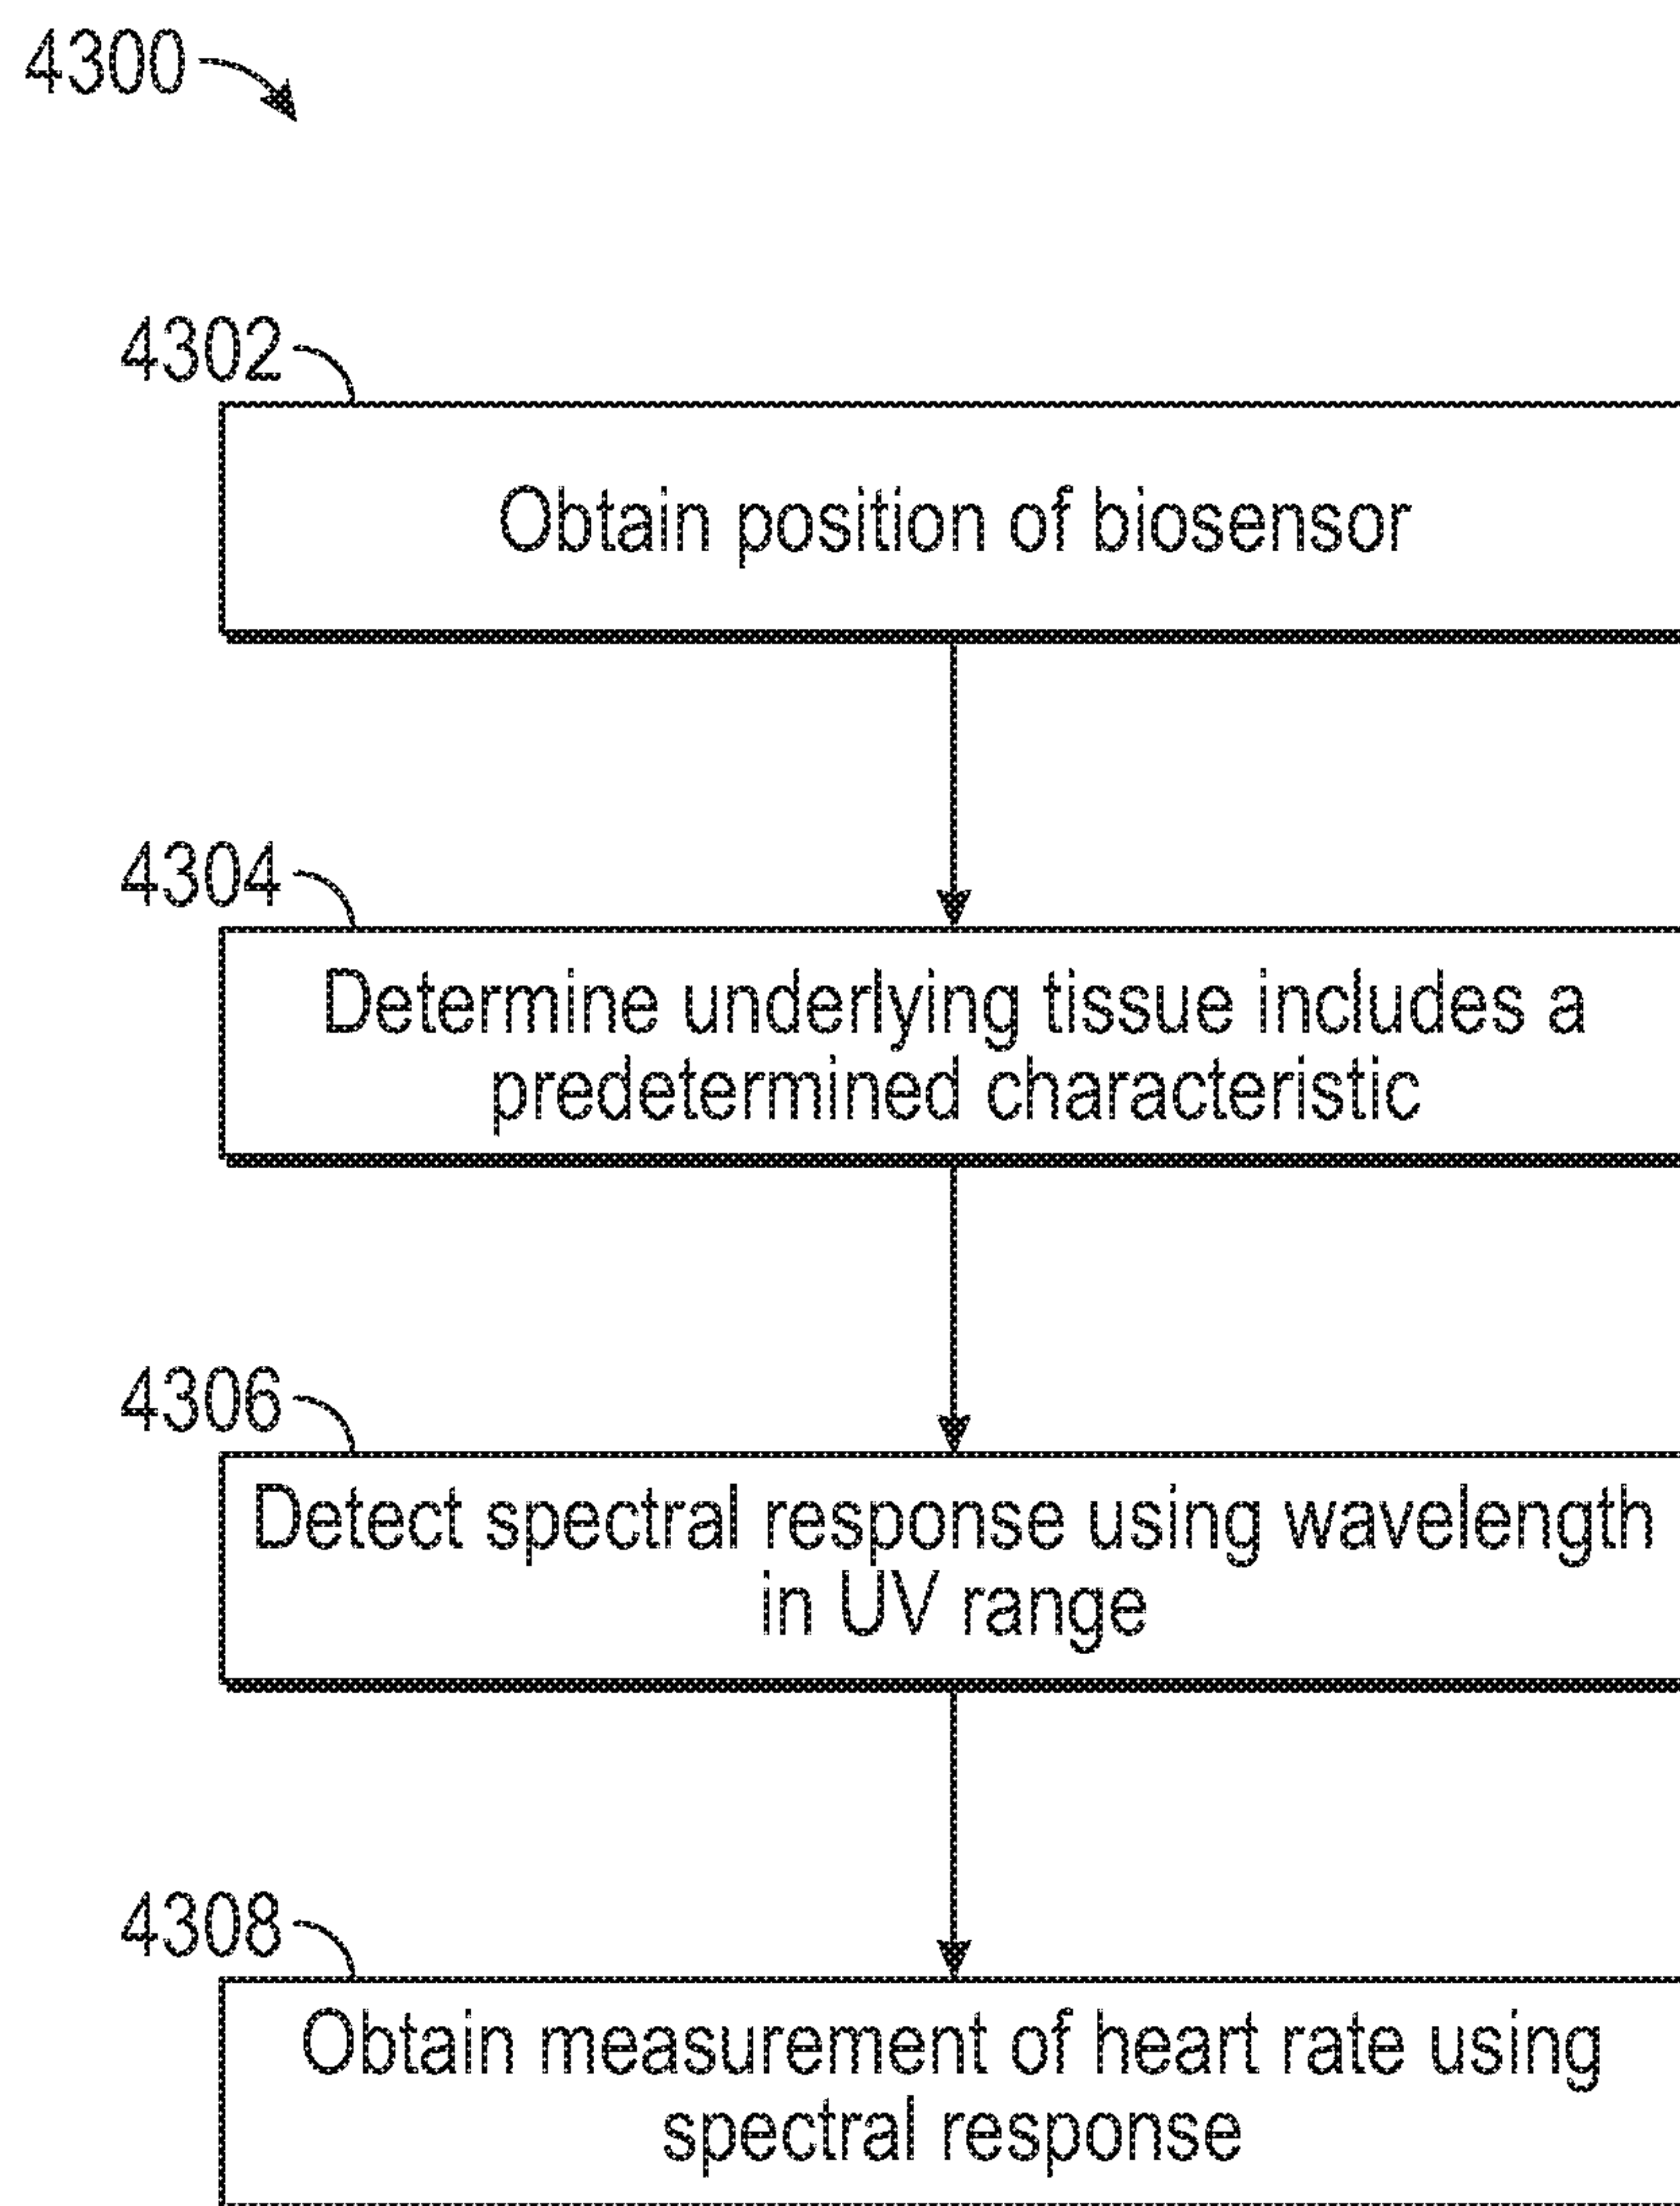 4300
4302
Obtain position of biosensor
4304
Determine underlying tissue includes a
predetermined characteristic
4306
Detect spectral response using wavelength
in UV range
4308
Obtain measurement of heart rate using
spectral response